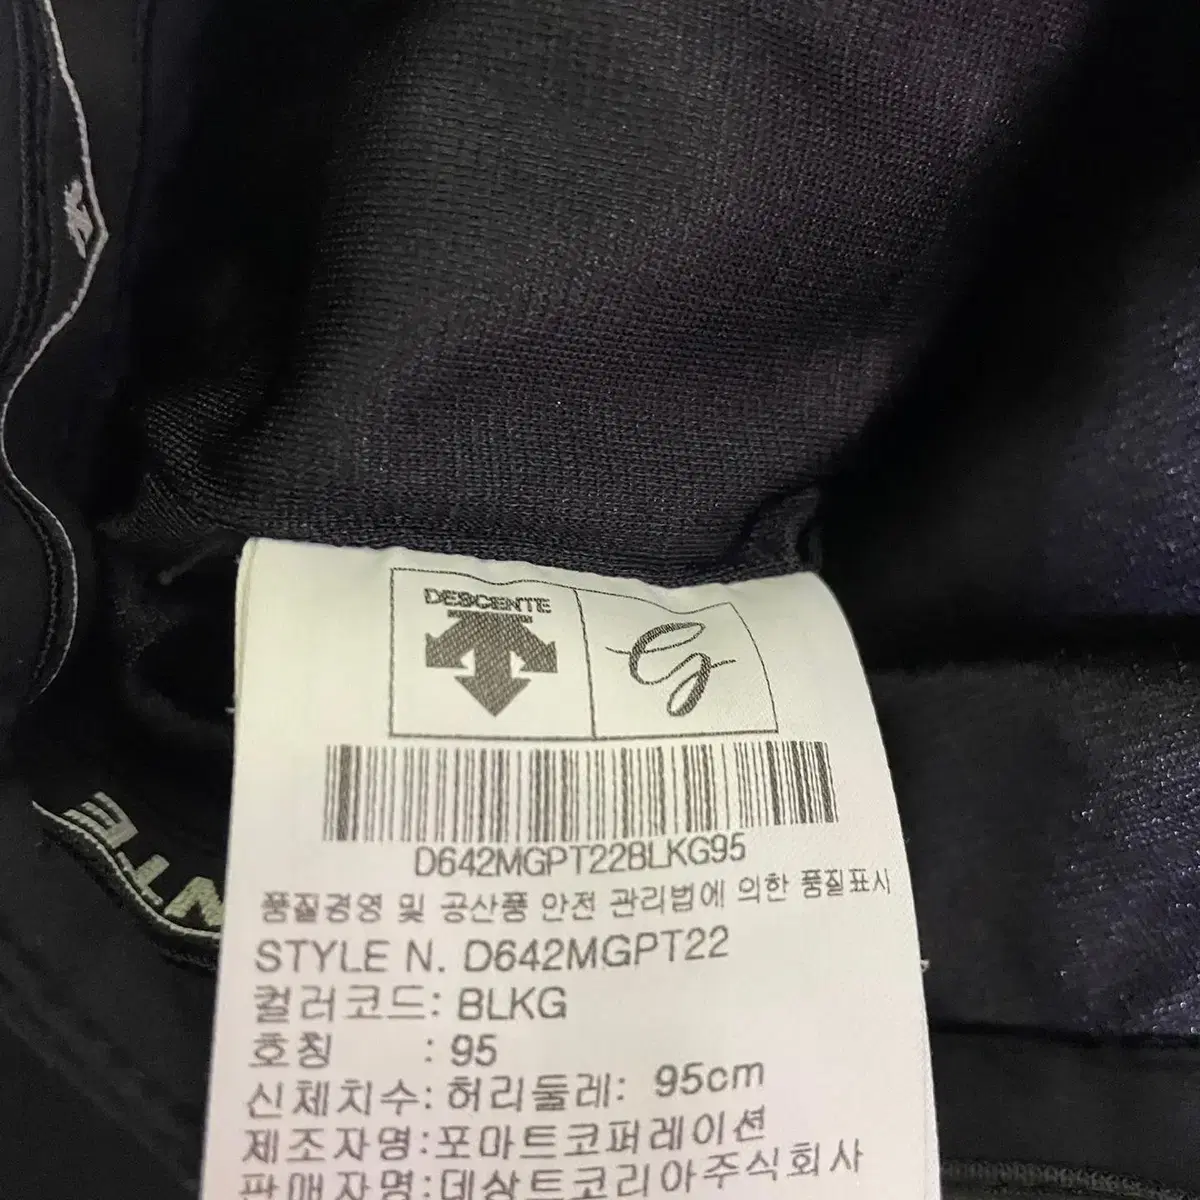 DESCENTE
G
D642MGPT22BLKG95
품질경영 및 공산품 안전 관리법에 의한 품질표시
STYLE N. D642MGPT22
컬러코드: BLKG
호칭 : 95
신체치수: 허리둘레: 95cm
제조자명:포마트코퍼레이션
판매자명:데상트코리아주식회사
NTE